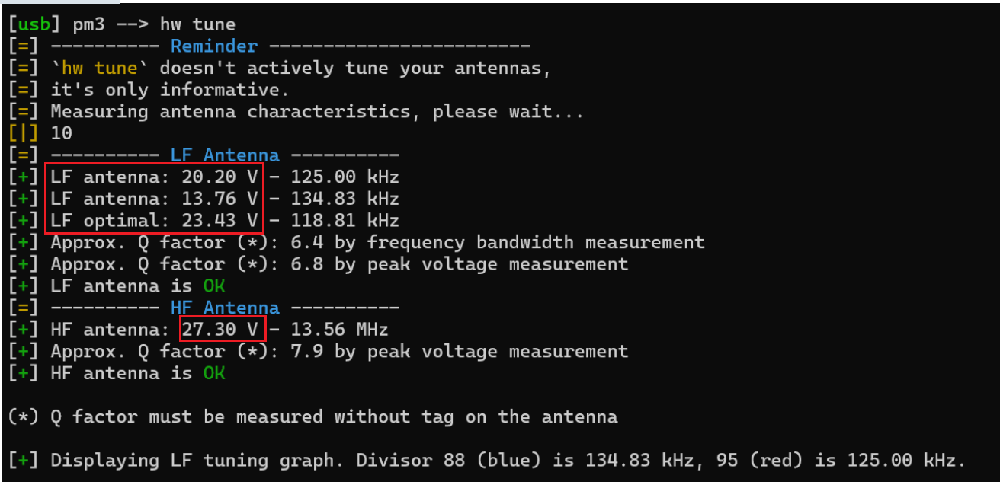 [usb] pm3 --> hw tune
[=] ---------- Reminder ------------------------
[=] `hw tune` doesn't actively tune your antennas,
[=] it's only informative.
[=] Measuring antenna characteristics, please wait...
[|] 10
[=] ---------- LF Antenna ----------
[+] LF antenna: 20.20 V - 125.00 kHz
[+] LF antenna: 13.76 V - 134.83 kHz
[+] LF optimal: 23.43 V - 118.81 kHz
[+] Approx. Q factor (*): 6.4 by frequency bandwidth measurement
[+] Approx. Q factor (*): 6.8 by peak voltage measurement
[+] LF antenna is OK
[=] ---------- HF Antenna ----------
[+] HF antenna: 27.30 V - 13.56 MHz
[+] Approx. Q factor (*): 7.9 by peak voltage measurement
[+] HF antenna is OK
(*) Q factor must be measured without tag on the antenna
[+] Displaying LF tuning graph. Divisor 88 (blue) is 134.83 kHz, 95 (red) is 125.00 kHz.